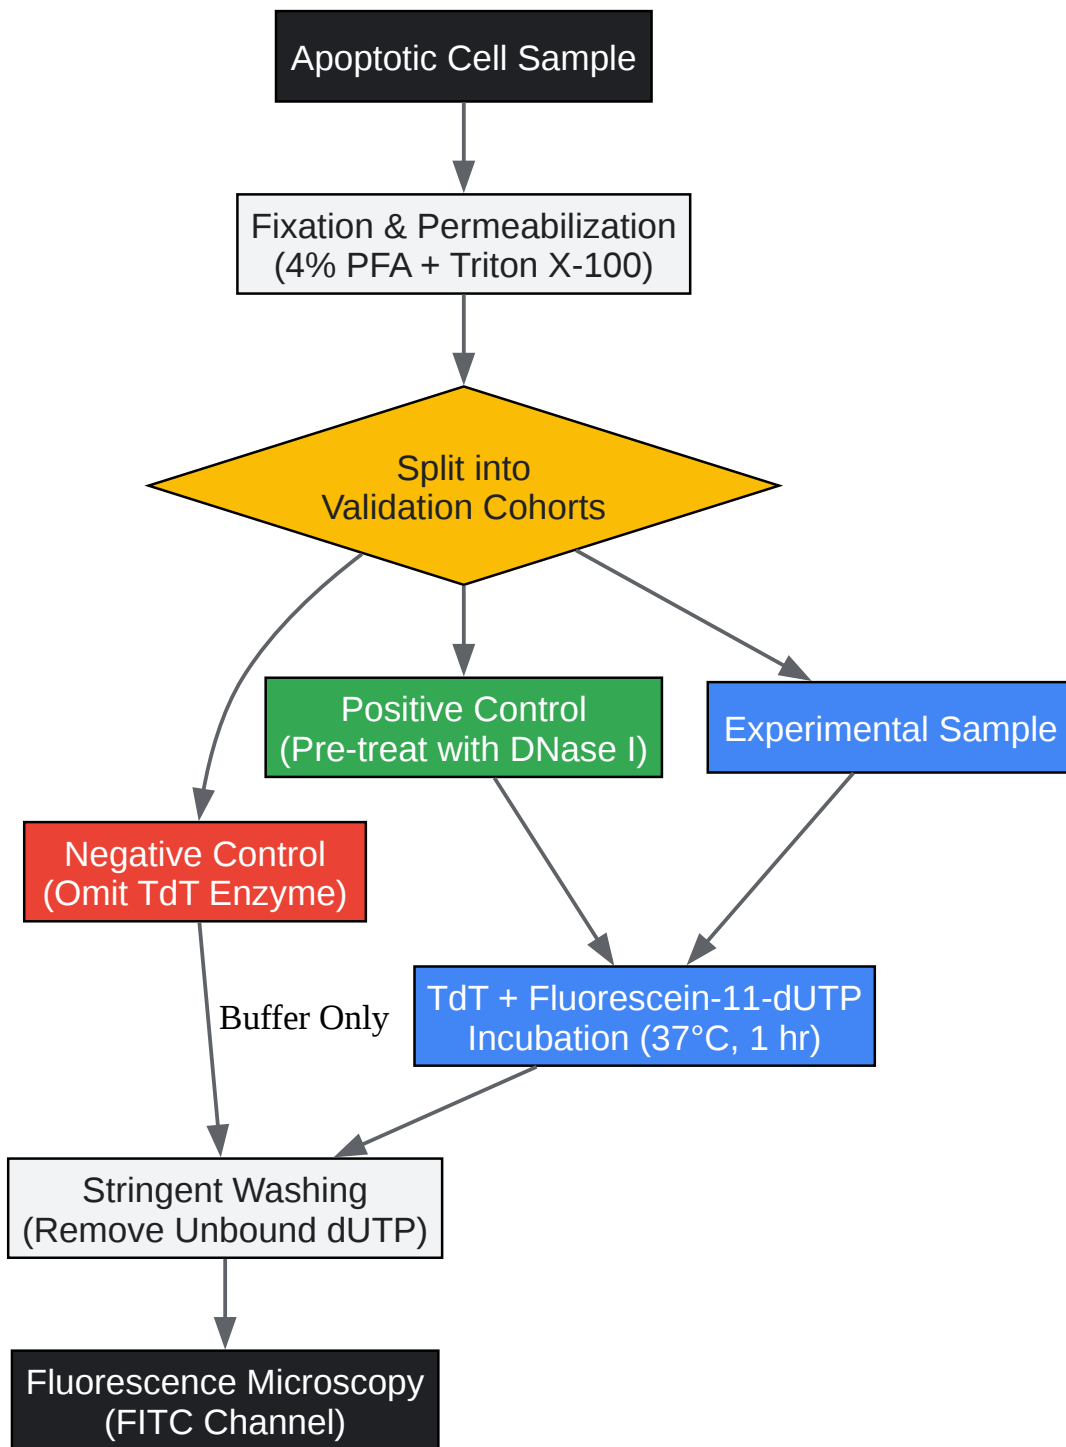 Apoptotic Cell Sample
Fixation & Permeabilization
(4% PFA + Triton X-100)
Split into
Validation Cohorts
Positive Control
(Pre-treat with DNase I)
Experimental Sample
Negative Control
(Omit TdT Enzyme)
TdT + Fluorescein-11-dUTP
Incubation (37°C, 1 hr)
Buffer Only
Stringent Washing
(Remove Unbound dUTP)
Fluorescence Microscopy
(FITC Channel)